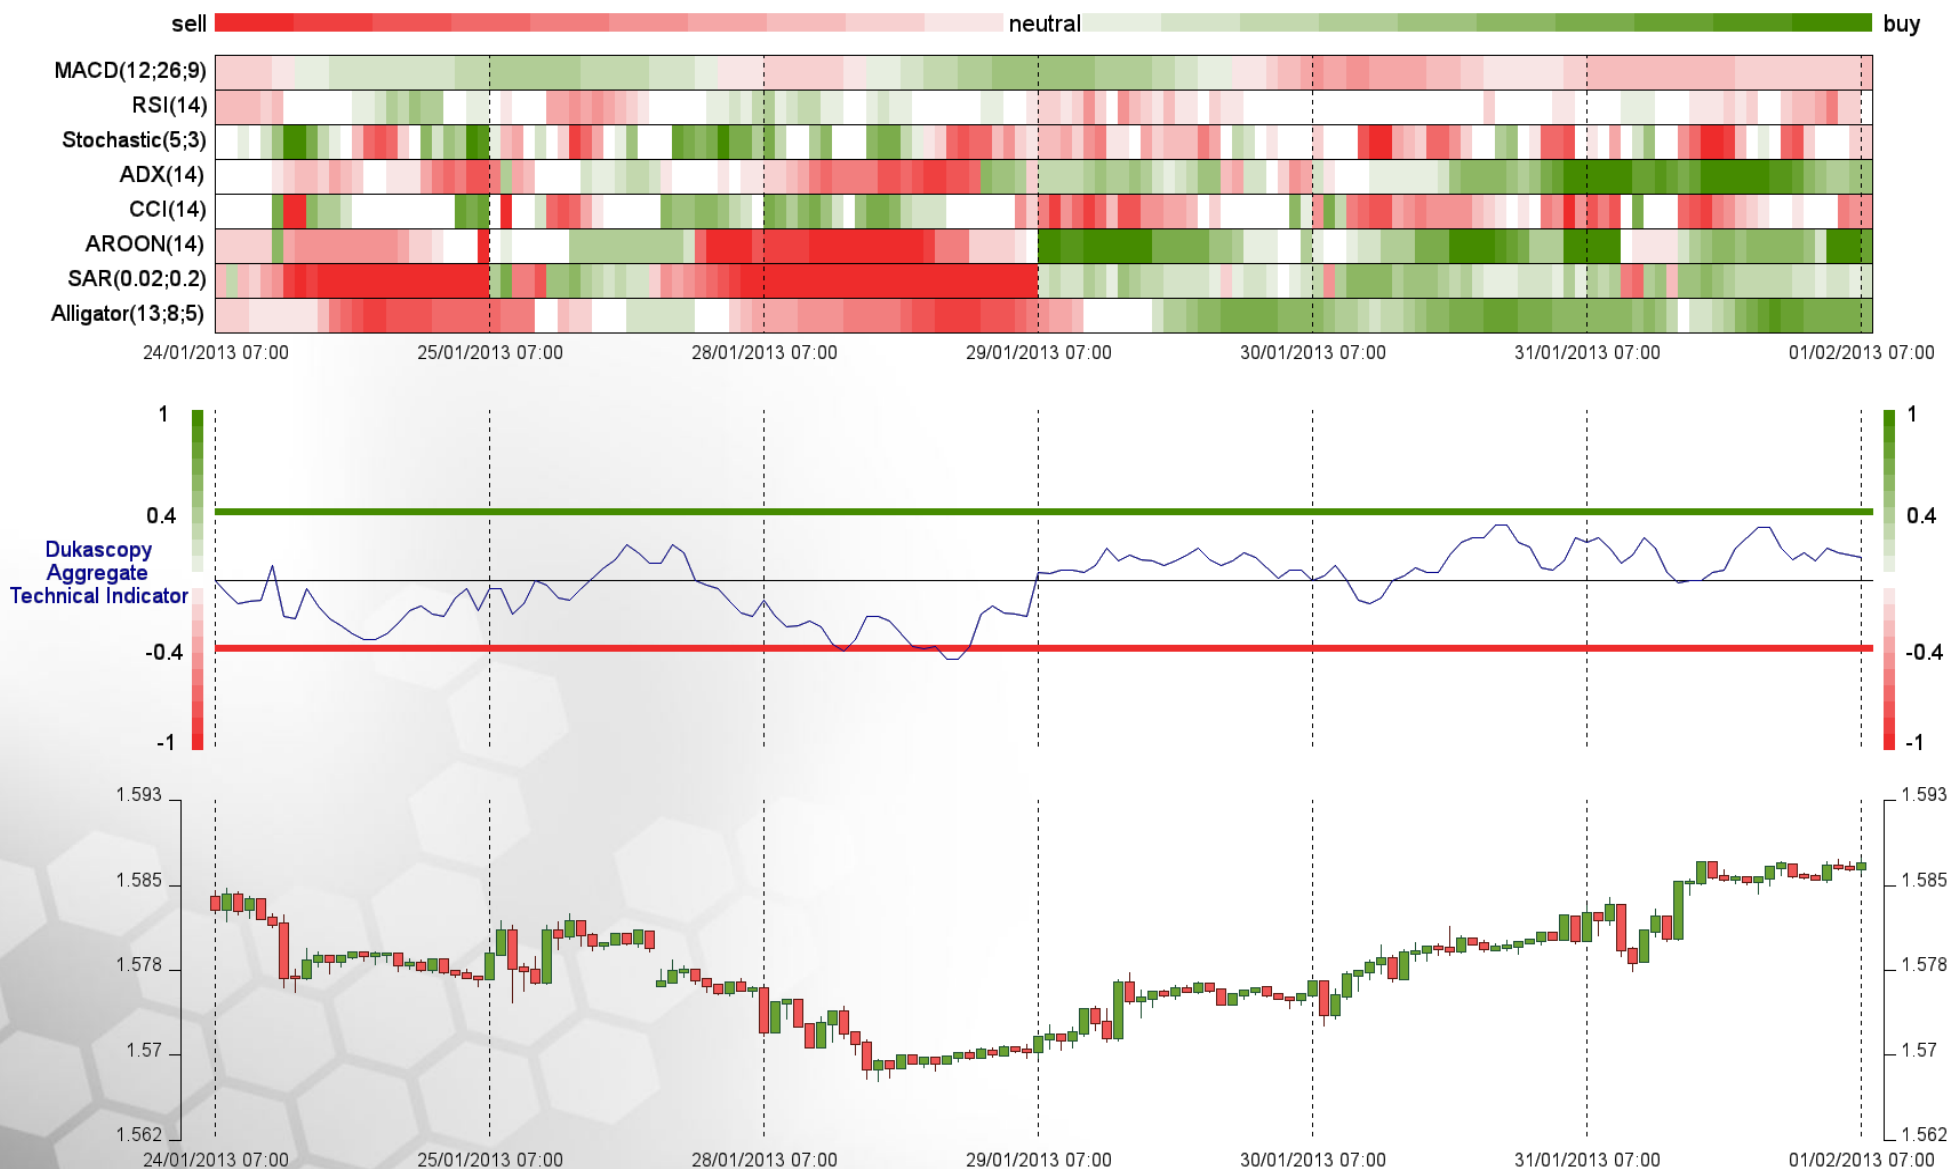 sell neutral buy
MACD(12;26;9)
RSI(14)
Stochastic(5;3)
ADX(14)
CCI(14)
AROON(14)
SAR(0.02;0.2)
Alligator(13;8;5)
24/01/2013 07:00 25/01/2013 07:00 28/01/2013 07:00 29/01/2013 07:00 30/01/2013 07:00 31/01/2013 07:00 01/02/2013 07:00
1 1
0.4 0.4
Dukascopy
Aggregate
Technical Indicator
-0.4 -0.4
-1 -1
1.593 1.593
1.585 1.585
1.578 1.578
1.57 1.57
1.562 1.562
24/01/2013 07:00 25/01/2013 07:00 28/01/2013 07:00 29/01/2013 07:00 30/01/2013 07:00 31/01/2013 07:00 01/02/2013 07:00